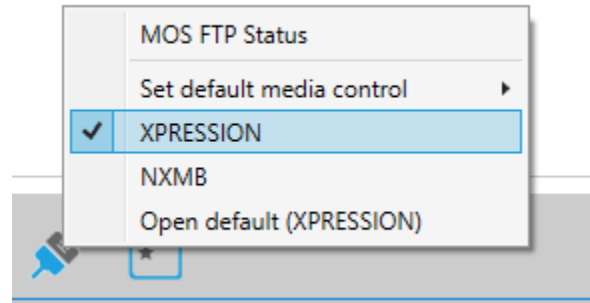 MOS FTP Status
Set default media control
XPRESSION
NXMB
Open default (XPRESSION)